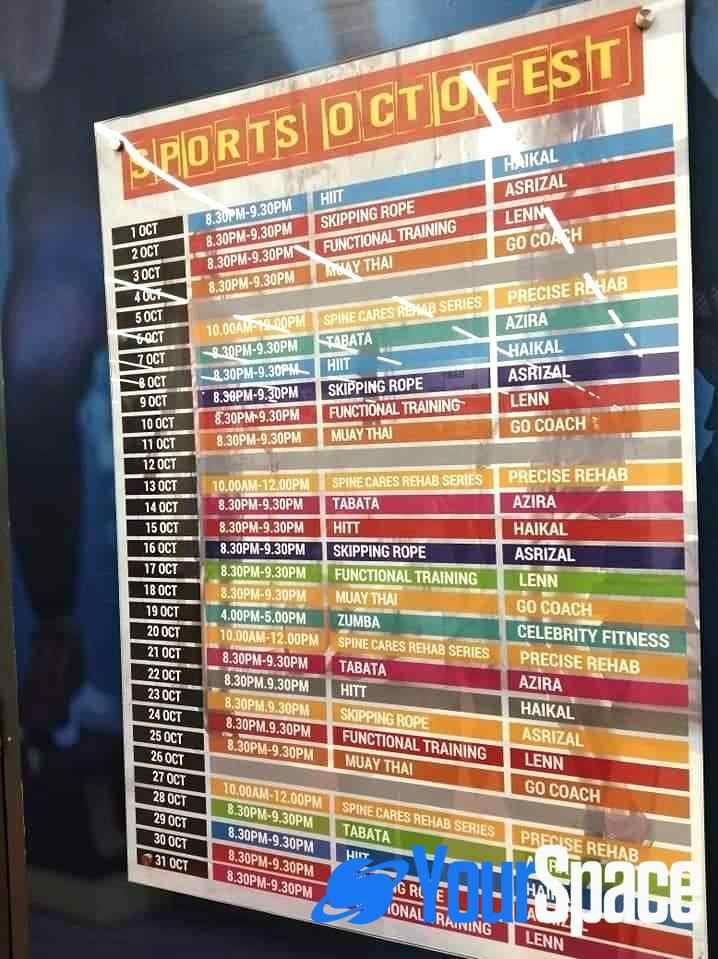 SPORTS OCTOFEST
1 OCT 8.30PM-9.30PM HIIT HAIKAL
2 OCT 8.30PM-9.30PM SKIPPING ROPE ASRIZAL
3 OCT 8.30PM-9.30PM FUNCTIONAL TRAINING LENN
4 OCT 8.30PM-9.30PM MUAY THAI GO COACH
5 OCT
6 OCT 10.00AM-12.00PM SPINE CARES REHAB SERIES PRECISE REHAB
7 OCT 8.30PM-9.30PM TABATA AZIRA
8 OCT 8.30PM-9.30PM HIIT HAIKAL
9 OCT 8.30PM-9.30PM SKIPPING ROPE ASRIZAL
10 OCT 8.30PM-9.30PM FUNCTIONAL TRAINING LENN
11 OCT 8.30PM-9.30PM MUAY THAI GO COACH
12 OCT
13 OCT 10.00AM-12.00PM SPINE CARES REHAB SERIES PRECISE REHAB
14 OCT 8.30PM-9.30PM TABATA AZIRA
15 OCT 8.30PM-9.30PM HITT HAIKAL
16 OCT 8.30PM-9.30PM SKIPPING ROPE ASRIZAL
17 OCT 8.30PM-9.30PM FUNCTIONAL TRAINING LENN
18 OCT 8.30PM-9.30PM MUAY THAI GO COACH
19 OCT 4.00PM-5.00PM ZUMBA CELEBRITY FITNESS
20 OCT 10.00AM-12.00PM SPINE CARES REHAB SERIES PRECISE REHAB
21 OCT 8.30PM-9.30PM TABATA AZIRA
22 OCT 8.30PM.9.30PM HITT HAIKAL
23 OCT 8.30PM.9.30PM SKIPPING ROPE ASRIZAL
24 OCT 8.30PM.9.30PM FUNCTIONAL TRAINING LENN
25 OCT 8.30PM-9.30PM MUAY THAI GO COACH
26 OCT
27 OCT 10.00AM-12.00PM SPINE CARES REHAB SERIES PRECISE REHAB
28 OCT 8.30PM-9.30PM TABATA
29 OCT 8.30PM-9.30PM
30 OCT 8.30PM-9.30PM ROPE
31 OCT 8.30PM-9.30PM TRAINING LENN
YourSpace